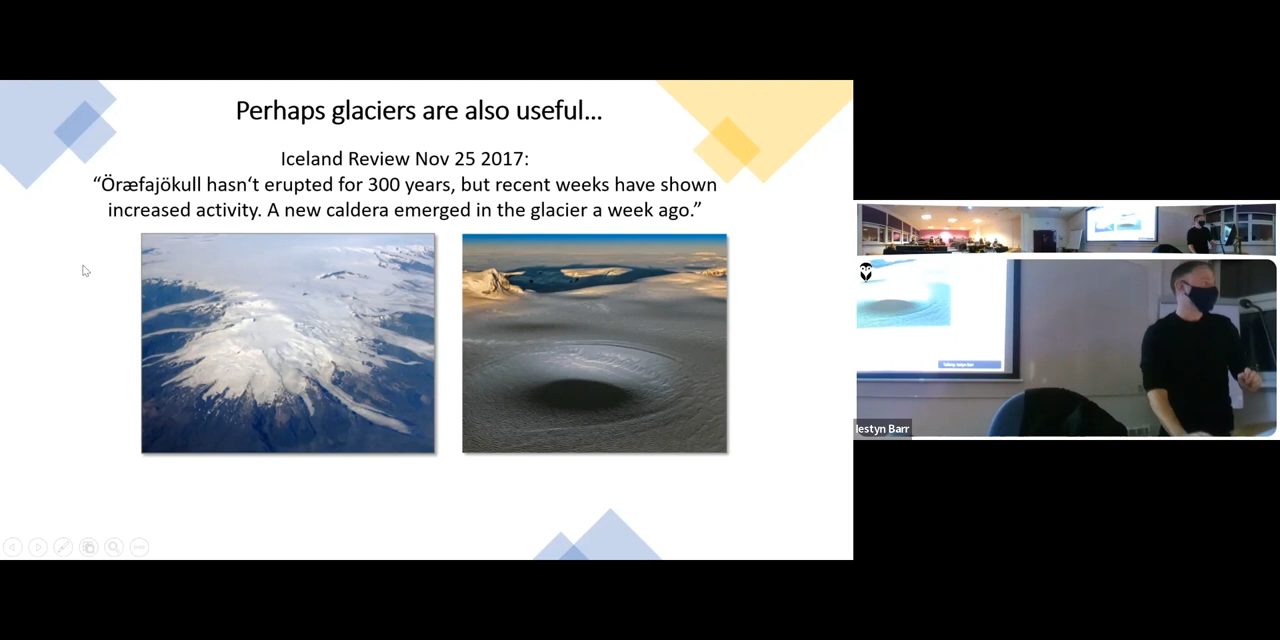 Perhaps glaciers are also useful...
Iceland Review Nov 25 2017:
“Öræfajökull hasn‘t erupted for 300 years, but recent weeks have shown
increased activity. A new caldera emerged in the glacier a week ago.”
Iestyn Barr